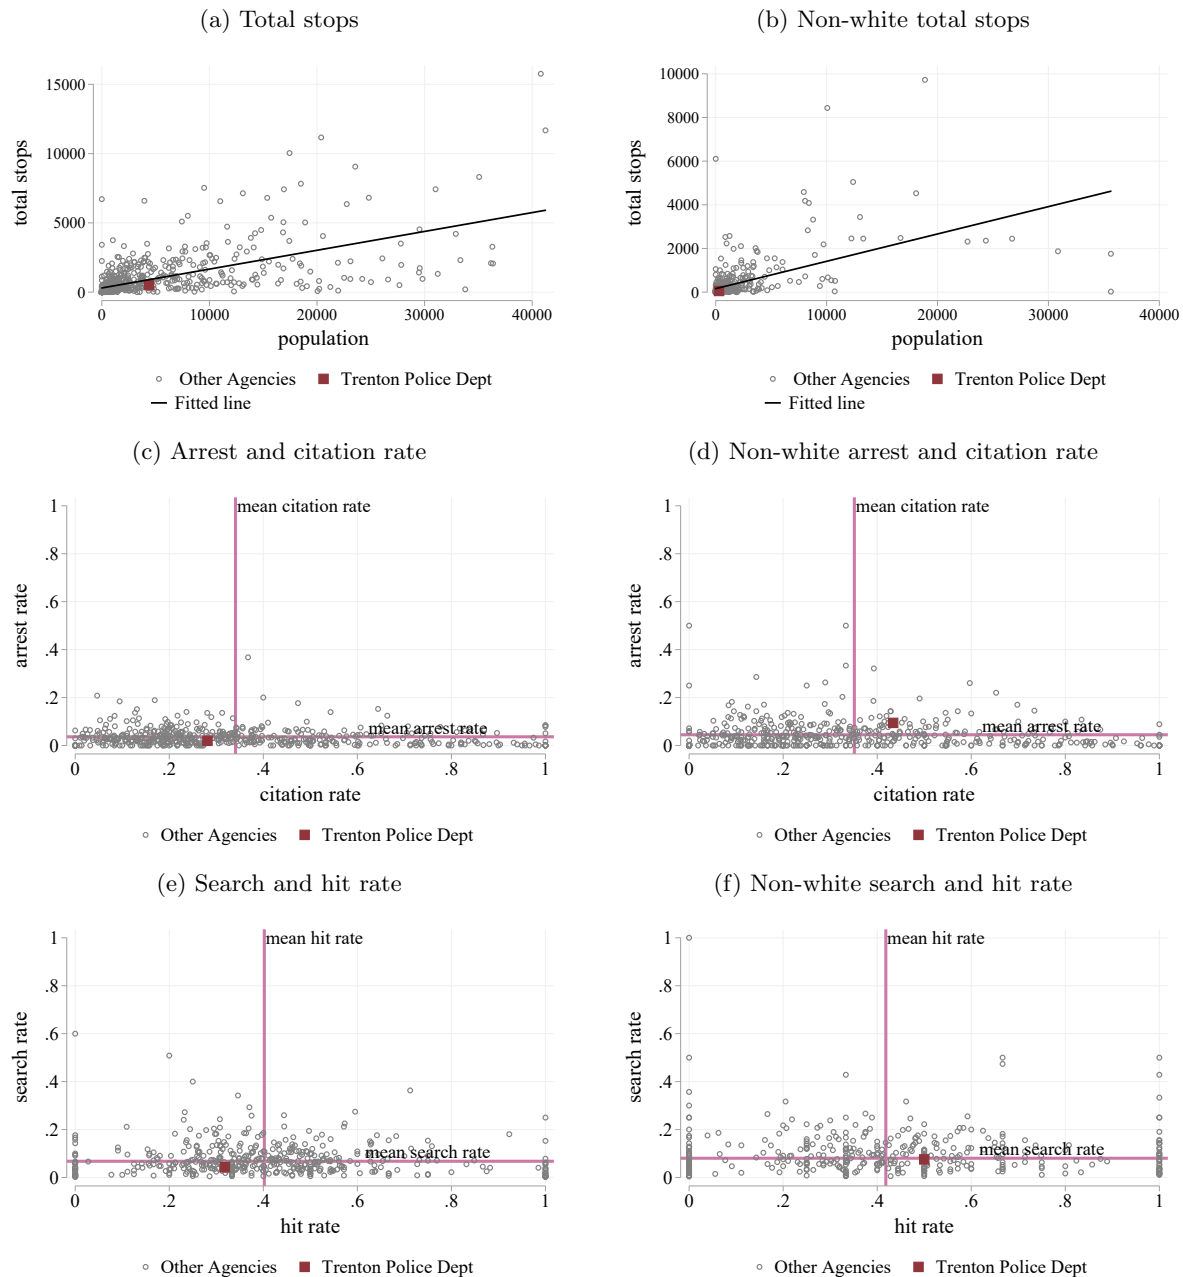 (a) Total stops
(b) Non-white total stops
total stops
15000
10000
5000
0
0 10000 20000 30000 40000
population
Other Agencies Trenton Police Dept
Fitted line
total stops
10000
8000
6000
4000
2000
0
0 10000 20000 30000 40000
population
Other Agencies Trenton Police Dept
Fitted line
(c) Arrest and citation rate
(d) Non-white arrest and citation rate
arrest rate
1
.8
.6
.4
.2
0
mean citation rate
mean arrest rate
0 .2 .4 .6 .8 1
citation rate
Other Agencies Trenton Police Dept
arrest rate
1
.8
.6
.4
.2
0
mean citation rate
mean arrest rate
0 .2 .4 .6 .8 1
citation rate
Other Agencies Trenton Police Dept
(e) Search and hit rate
(f) Non-white search and hit rate
search rate
1
.8
.6
.4
.2
0
mean hit rate
mean search rate
0 .2 .4 .6 .8 1
hit rate
Other Agencies Trenton Police Dept
search rate
1
.8
.6
.4
.2
0
mean hit rate
mean search rate
0 .2 .4 .6 .8 1
hit rate
Other Agencies Trenton Police Dept